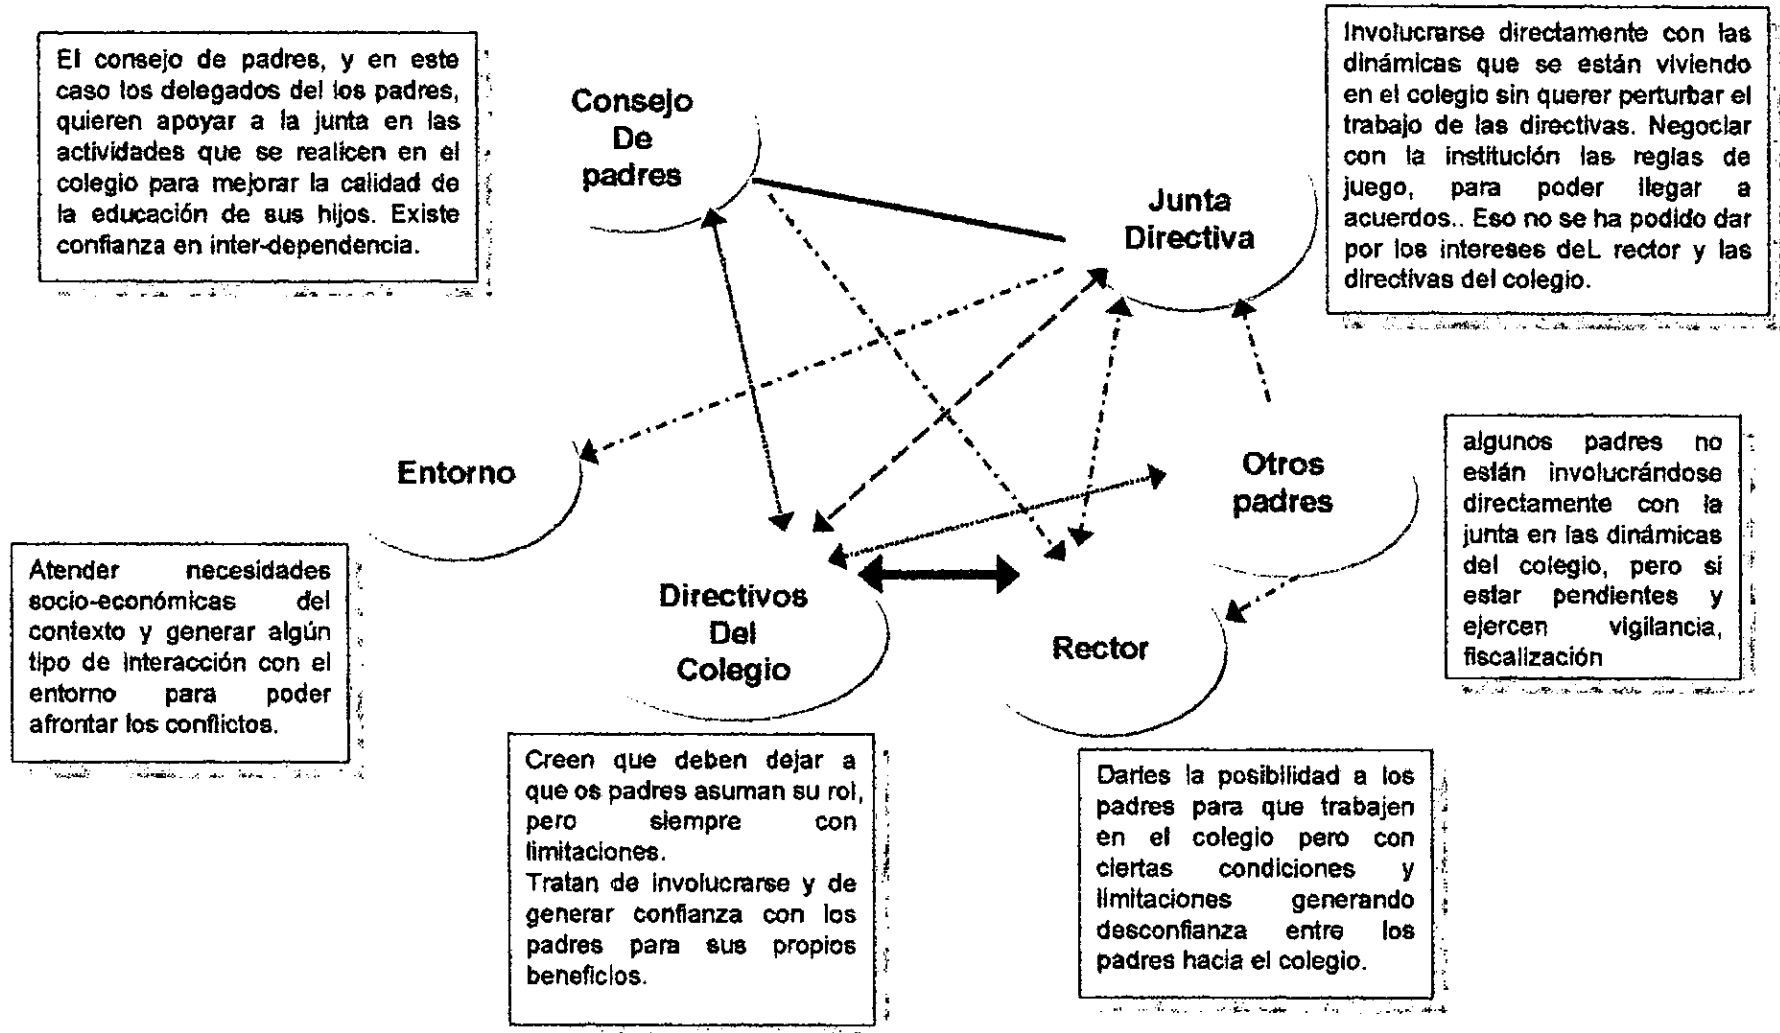 El consejo de padres, y en este
caso los delegados del los padres,
quieren apoyar a la junta en las
actividades que se realicen en el
colegio para mejorar la calidad de
la educación de sus hijos. Existe
confianza en inter-dependencia.
Consejo
De
padres
Junta
Directiva
Involucrarse directamente con las
dinámicas que se están viviendo
en el colegio sin querer perturbar el
trabajo de las directivas. Negociar
con la institución las reglas de
juego, para poder llegar a
acuerdos.. Eso no se ha podido dar
por los intereses deL rector y las
directivas del colegio.
Entorno
Otros
padres
algunos padres no
están involucrándose
directamente con la
junta en las dinámicas
del colegio, pero si
estar pendientes y
ejercen vigilancia,
fiscalización
Atender necesidades
socio-económicas del
contexto y generar algún
tipo de interacción con el
entorno para poder
afrontar los conflictos.
Directivos
Del
Colegio
Rector
Creen que deben dejar a
que os padres asuman su rol,
pero siempre con
limitaciones.
Tratan de involucrarse y de
generar confianza con los
padres para sus propios
beneficios.
Darles la posibilidad a los
padres para que trabajen
en el colegio pero con
ciertas condiciones y
limitaciones generando
desconfianza entre los
padres hacia el colegio.